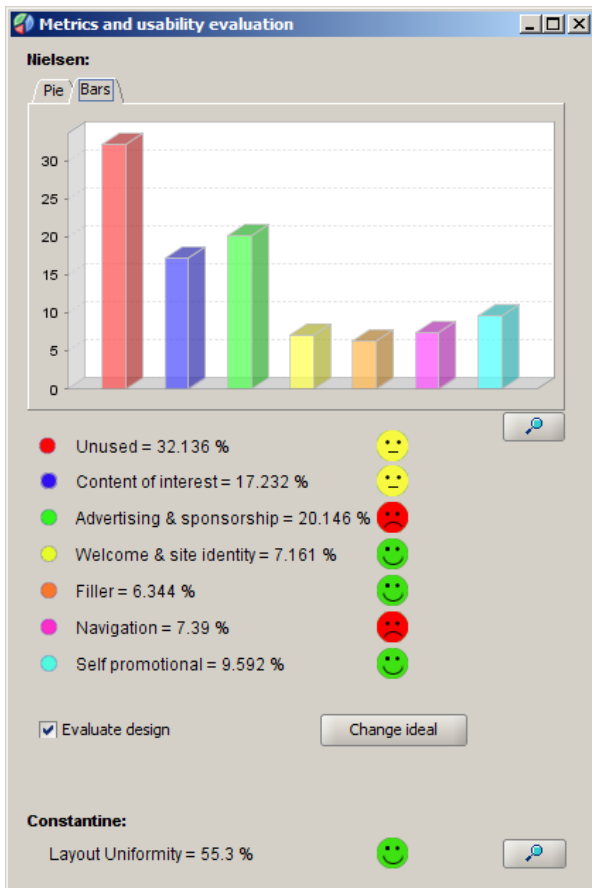 Metrics and usability evaluation
Nielsen:
Pie Bars
30
25
20
15
10
5
0
Unused = 32.136 %
Content of interest = 17.232 %
Advertising & sponsorship = 20.146 %
Welcome & site identity = 7.161 %
Filler = 6.344 %
Navigation = 7.39 %
Self promotional = 9.592 %
Evaluate design Change ideal
Constantine:
Layout Uniformity = 55.3 %